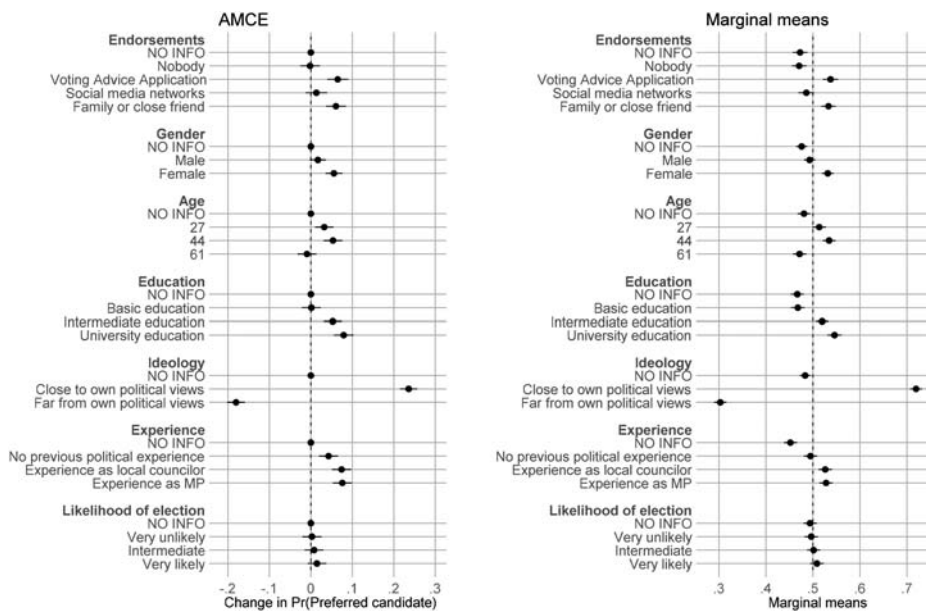 AMCE
Endorsements
NO INFO
Nobody
Voting Advice Application
Social media networks
Family or close friend
Gender
NO INFO
Male
Female
Age
NO INFO
27
44
61
Education
NO INFO
Basic education
Intermediate education
University education
Ideology
NO INFO
Close to own political views
Far from own political views
Experience
NO INFO
No previous political experience
Experience as local councilor
Experience as MP
Likelihood of election
NO INFO
Very unlikely
Intermediate
Very likely
-.2 -.1 0 .1 .2 .3
Change in Pr(Preferred candidate)
Marginal means
Endorsements
NO INFO
Nobody
Voting Advice Application
Social media networks
Family or close friend
Gender
NO INFO
Male
Female
Age
NO INFO
27
44
61
Education
NO INFO
Basic education
Intermediate education
University education
Ideology
NO INFO
Close to own political views
Far from own political views
Experience
NO INFO
No previous political experience
Experience as local councilor
Experience as MP
Likelihood of election
NO INFO
Very unlikely
Intermediate
Very likely
.3 .4 .5 .6 .7
Marginal means